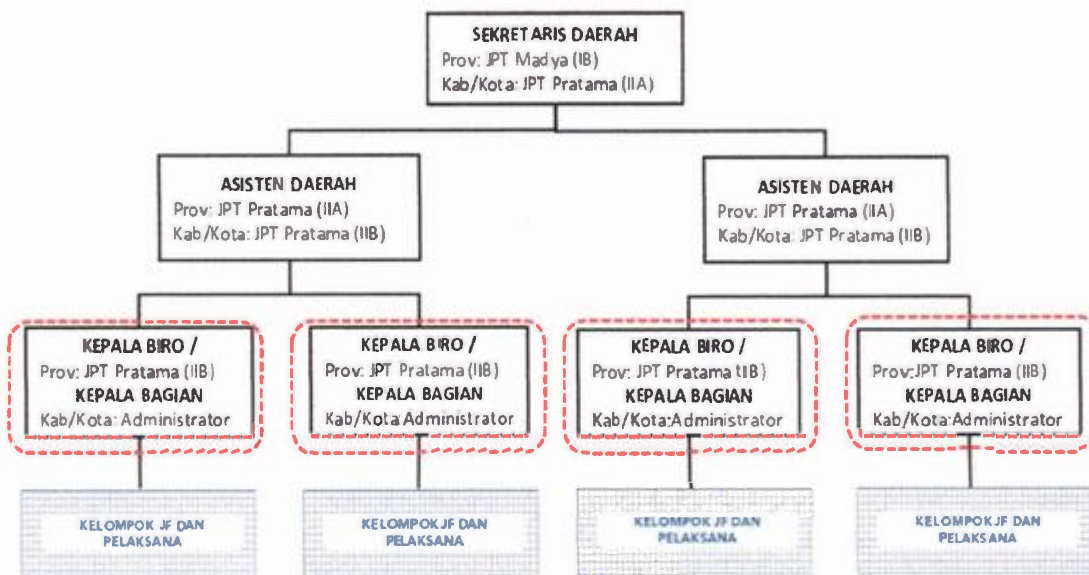 SEKRETARIS DAERAH
Prov: JPT Madya (IB)
Kab/Kota: JPT Pratama (IIA)
ASISTEN DAERAH
Prov: JPT Pratama (IIA)
Kab/Kota: JPT Pratama (IIB)
ASISTEN DAERAH
Prov: JPT Pratama (IIA)
Kab/Kota: JPT Pratama (IIB)
KEPALA BIRO /
Prov: JPT Pratama (IIB)
KEPALA BAGIAN
Kab/Kota: Administrator
KEPALA BIRO /
Prov: JPT Pratama (IIB)
KEPALA BAGIAN
Kab/Kota:Administrator
KEPALA BIRO /
Prov: JPT Pratama tIB)
KEPALA BAGIAN
Kab/Kota:Administrator
KEPALA BIRO /
Prov:JPT Pratama (IIB)
KEPALA BAGIAN
Kab/Kota: Administrator
KELOMPOK JF DAN
PELAKSANA
KELOMPOK JF DAN
PELAKSANA
KELOMPOK JF DAN
PELAKSANA
KELOMPOK JF DAN
PELAKSANA